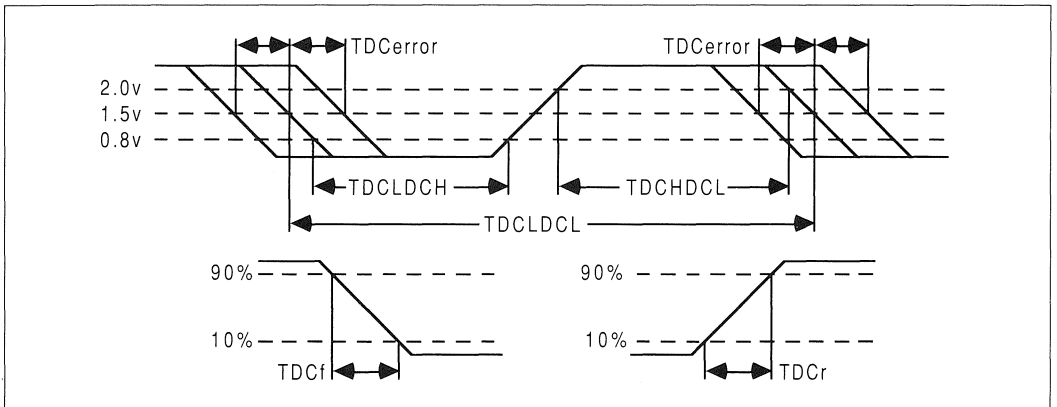 TDCerror TDCerror
2.0v
1.5v
0.8v
TDCLDCH TDCHDCL
TDCLDCL
90% 90%
10% 10%
TDCf TDCr